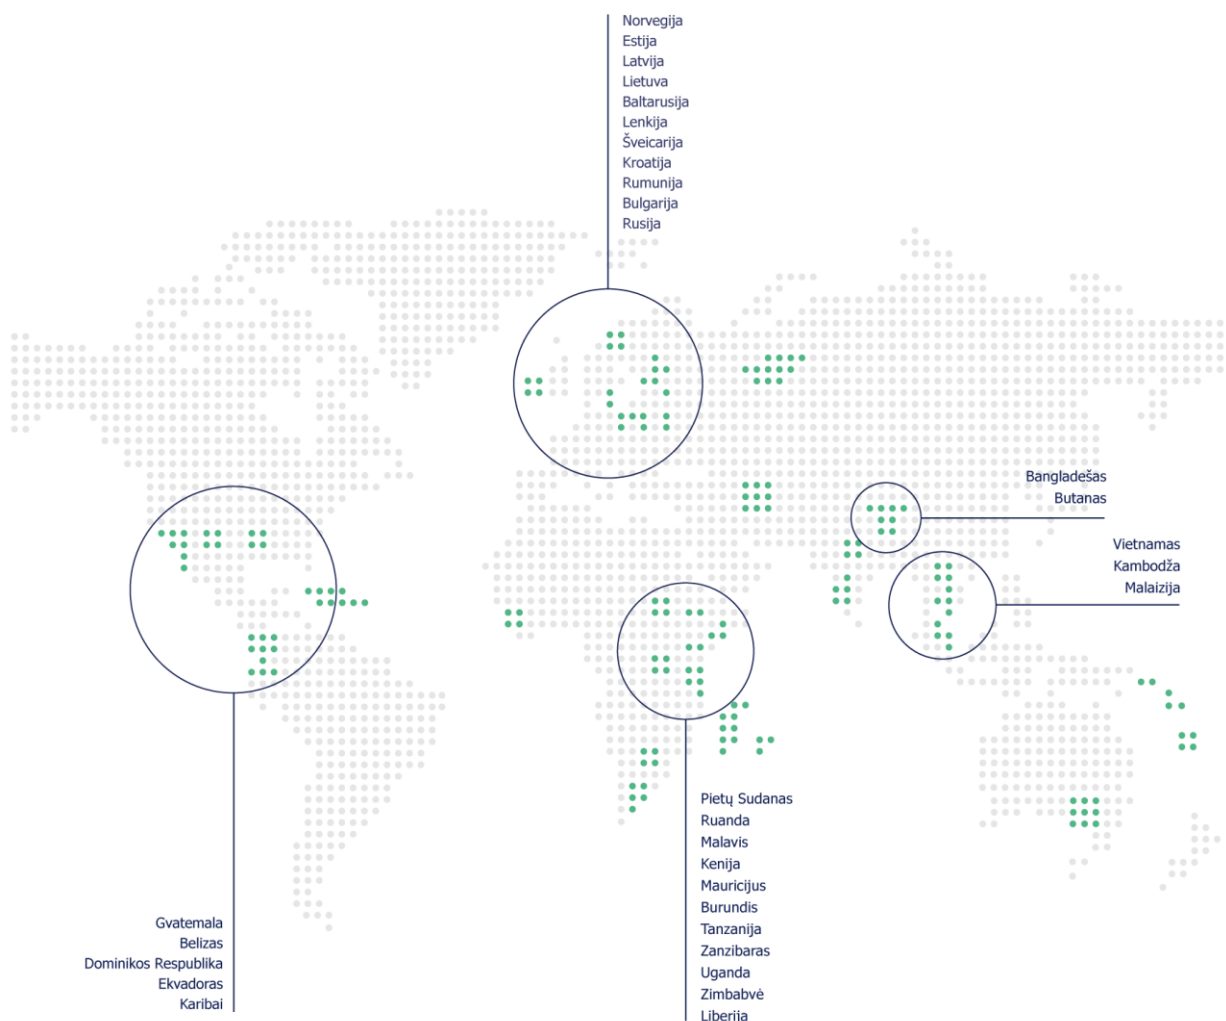 Norvegija
Estija
Latvija
Lietuva
Baltarusija
Lenkija
Šveicarija
Kroatija
Rumunija
Bulgarija
Rusija
Bangladešas
Butanas
Vietnamas
Kambodža
Malaizija
Pietų Sudanas
Ruanda
Malavis
Kenija
Mauricijus
Burundis
Tanzanija
Zanzibaras
Uganda
Zimbabvė
Liberija
Gvatemala
Belizas
Dominikos Respublika
Ekvadoras
Karibai